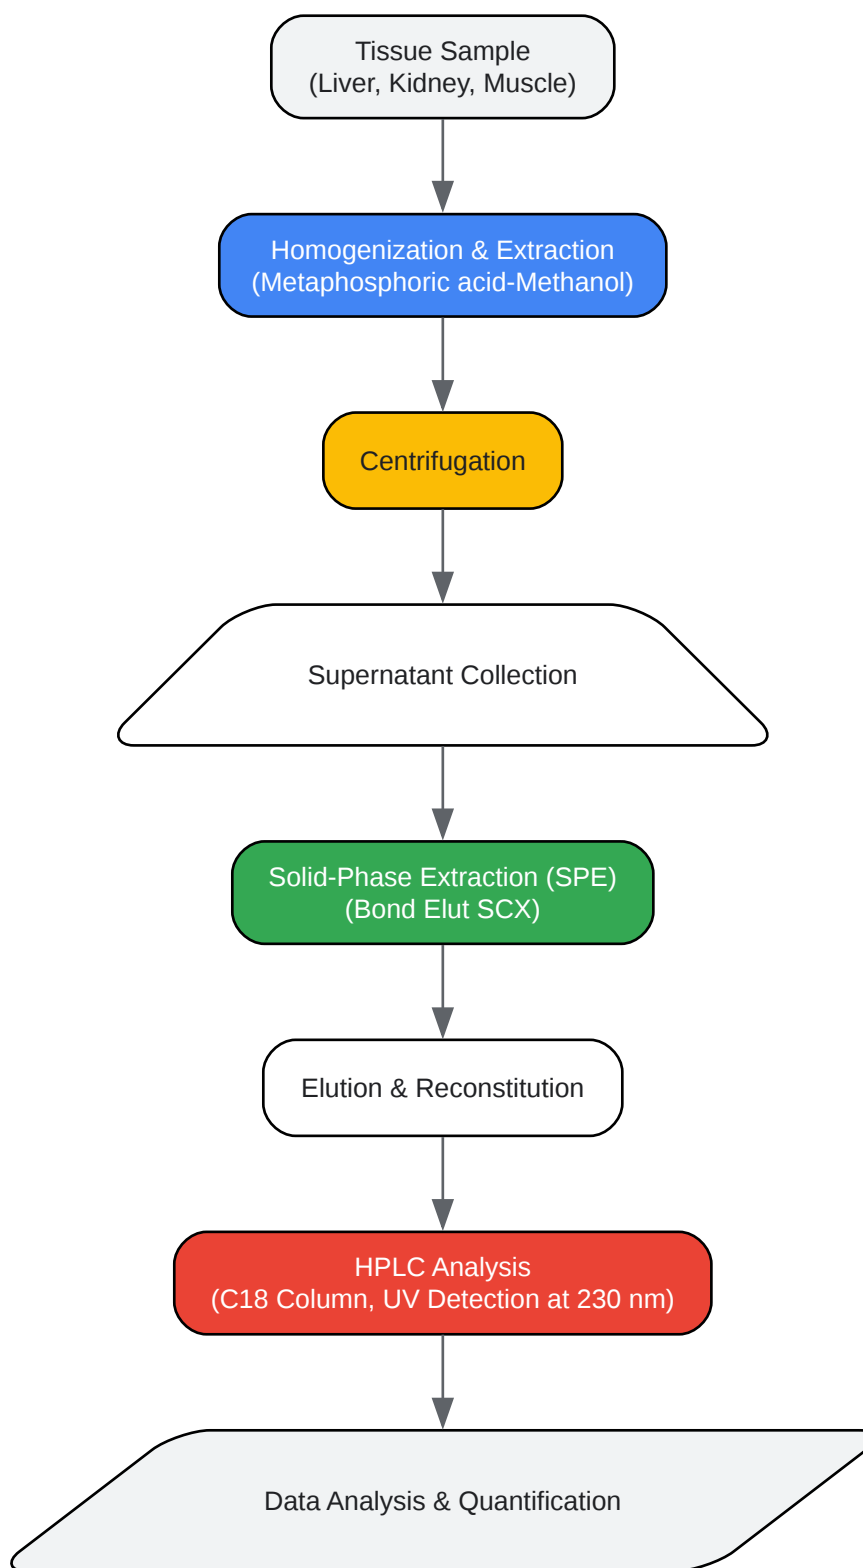 Tissue Sample
(Liver, Kidney, Muscle)
Homogenization & Extraction
(Metaphosphoric acid-Methanol)
Centrifugation
Supernatant Collection
Solid-Phase Extraction (SPE)
(Bond Elut SCX)
Elution & Reconstitution
HPLC Analysis
(C18 Column, UV Detection at 230 nm)
Data Analysis & Quantification